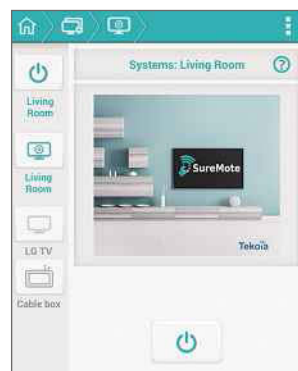 Systems: Living Room
?
Living
Room
Living
Room
LG TV
Cable box
SureMote
Tekoia